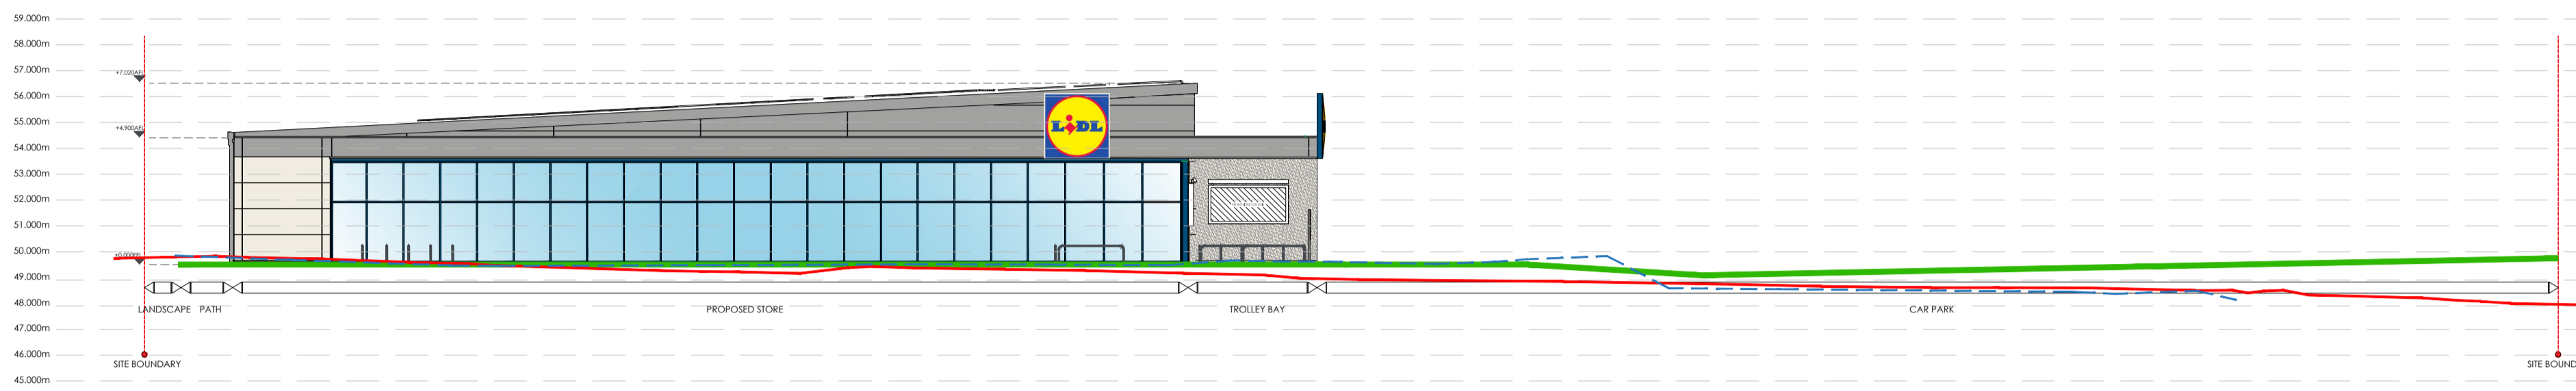 59.000m
58.000m
57.000m
+7.020AFL
56.000m
55.000m
+4.900AFL
LIDL
54.000m
53.000m
52.000m
51.000m
50.000m
49.000m
48.000m
LANDSCAPE PATH PROPOSED STORE TROLLEY BAY CAR PARK
47.000m
46.000m
SITE BOUNDARY SITE BOUND
45.000m